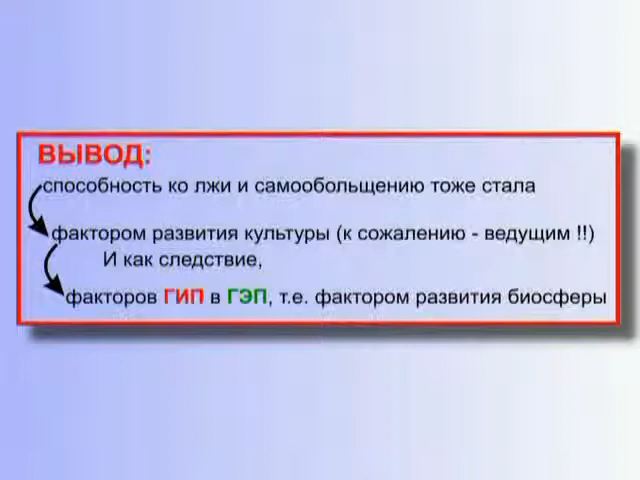 ВЫВОД:
способность ко лжи и самообольщению тоже стала
фактором развития культуры (к сожалению - ведущим !!)
И как следствие,
факторов ГИП в ГЭП, т.е. фактором развития биосферы